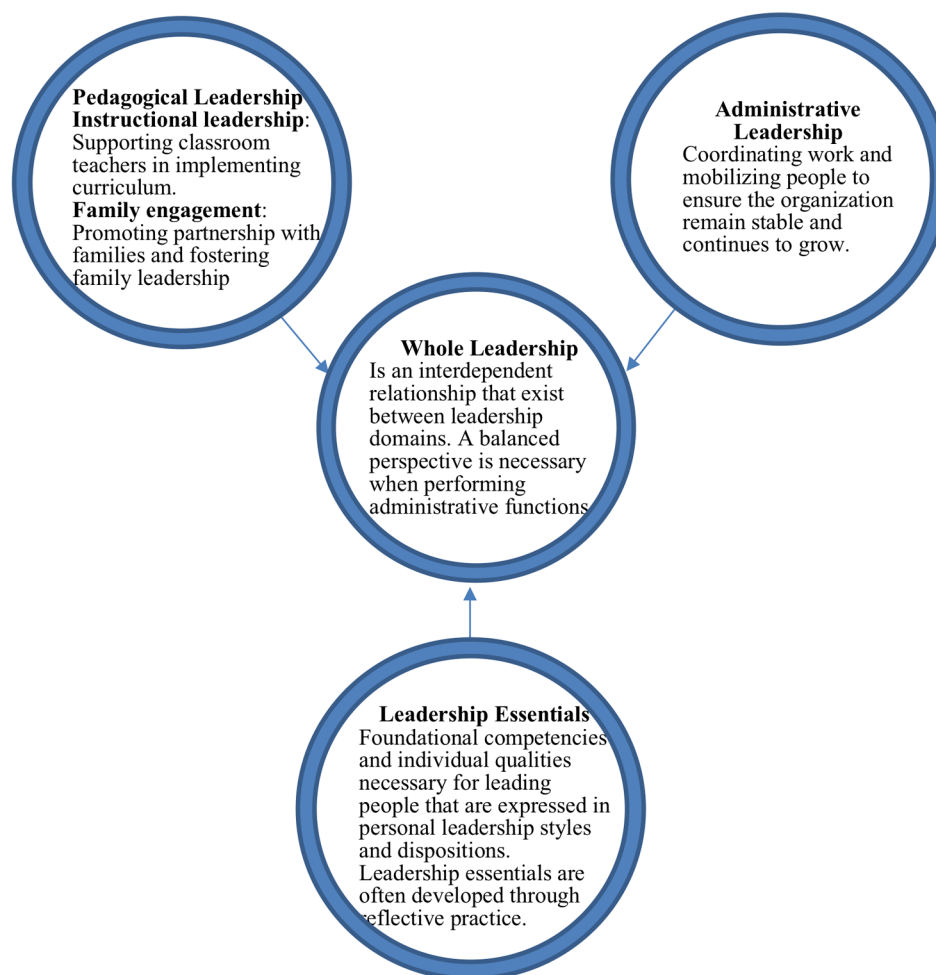 Pedagogical Leadership
Instructional leadership:
Supporting classroom
teachers in implementing
curriculum.
Family engagement:
Promoting partnership with
families and fostering
family leadership
Administrative
Leadership
Coordinating work and
mobilizing people to
ensure the organization
remain stable and
continues to grow.
Whole Leadership
Is an interdependent
relationship that exist
between leadership
domains. A balanced
perspective is necessary
when performing
administrative functions
Leadership Essentials
Foundational competencies
and individual qualities
necessary for leading
people that are expressed in
personal leadership styles
and dispositions.
Leadership essentials are
often developed through
reflective practice.